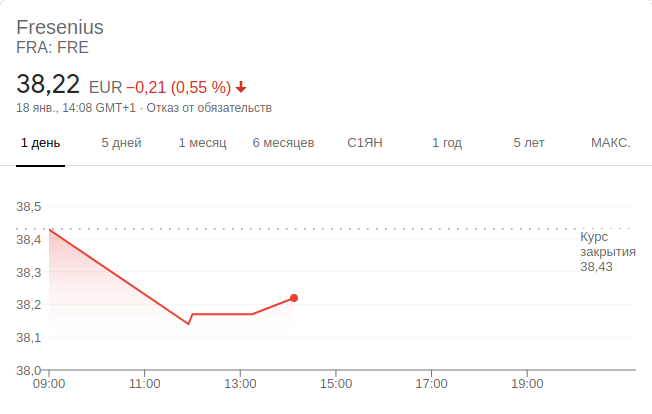 Fresenius
FRA: FRE
38,22 EUR −0,21 (0,55 %)
18 янв., 14:08 GMT+1 · Отказ от обязательств
1 день 5 дней 1 месяц 6 месяцев С1ЯН 1 год 5 лет МАКС.
38,5
38,4
38,3
38,2
38,1
38,0
Курс
закрытия
38,43
09:00 11:00 13:00 15:00 17:00 19:00